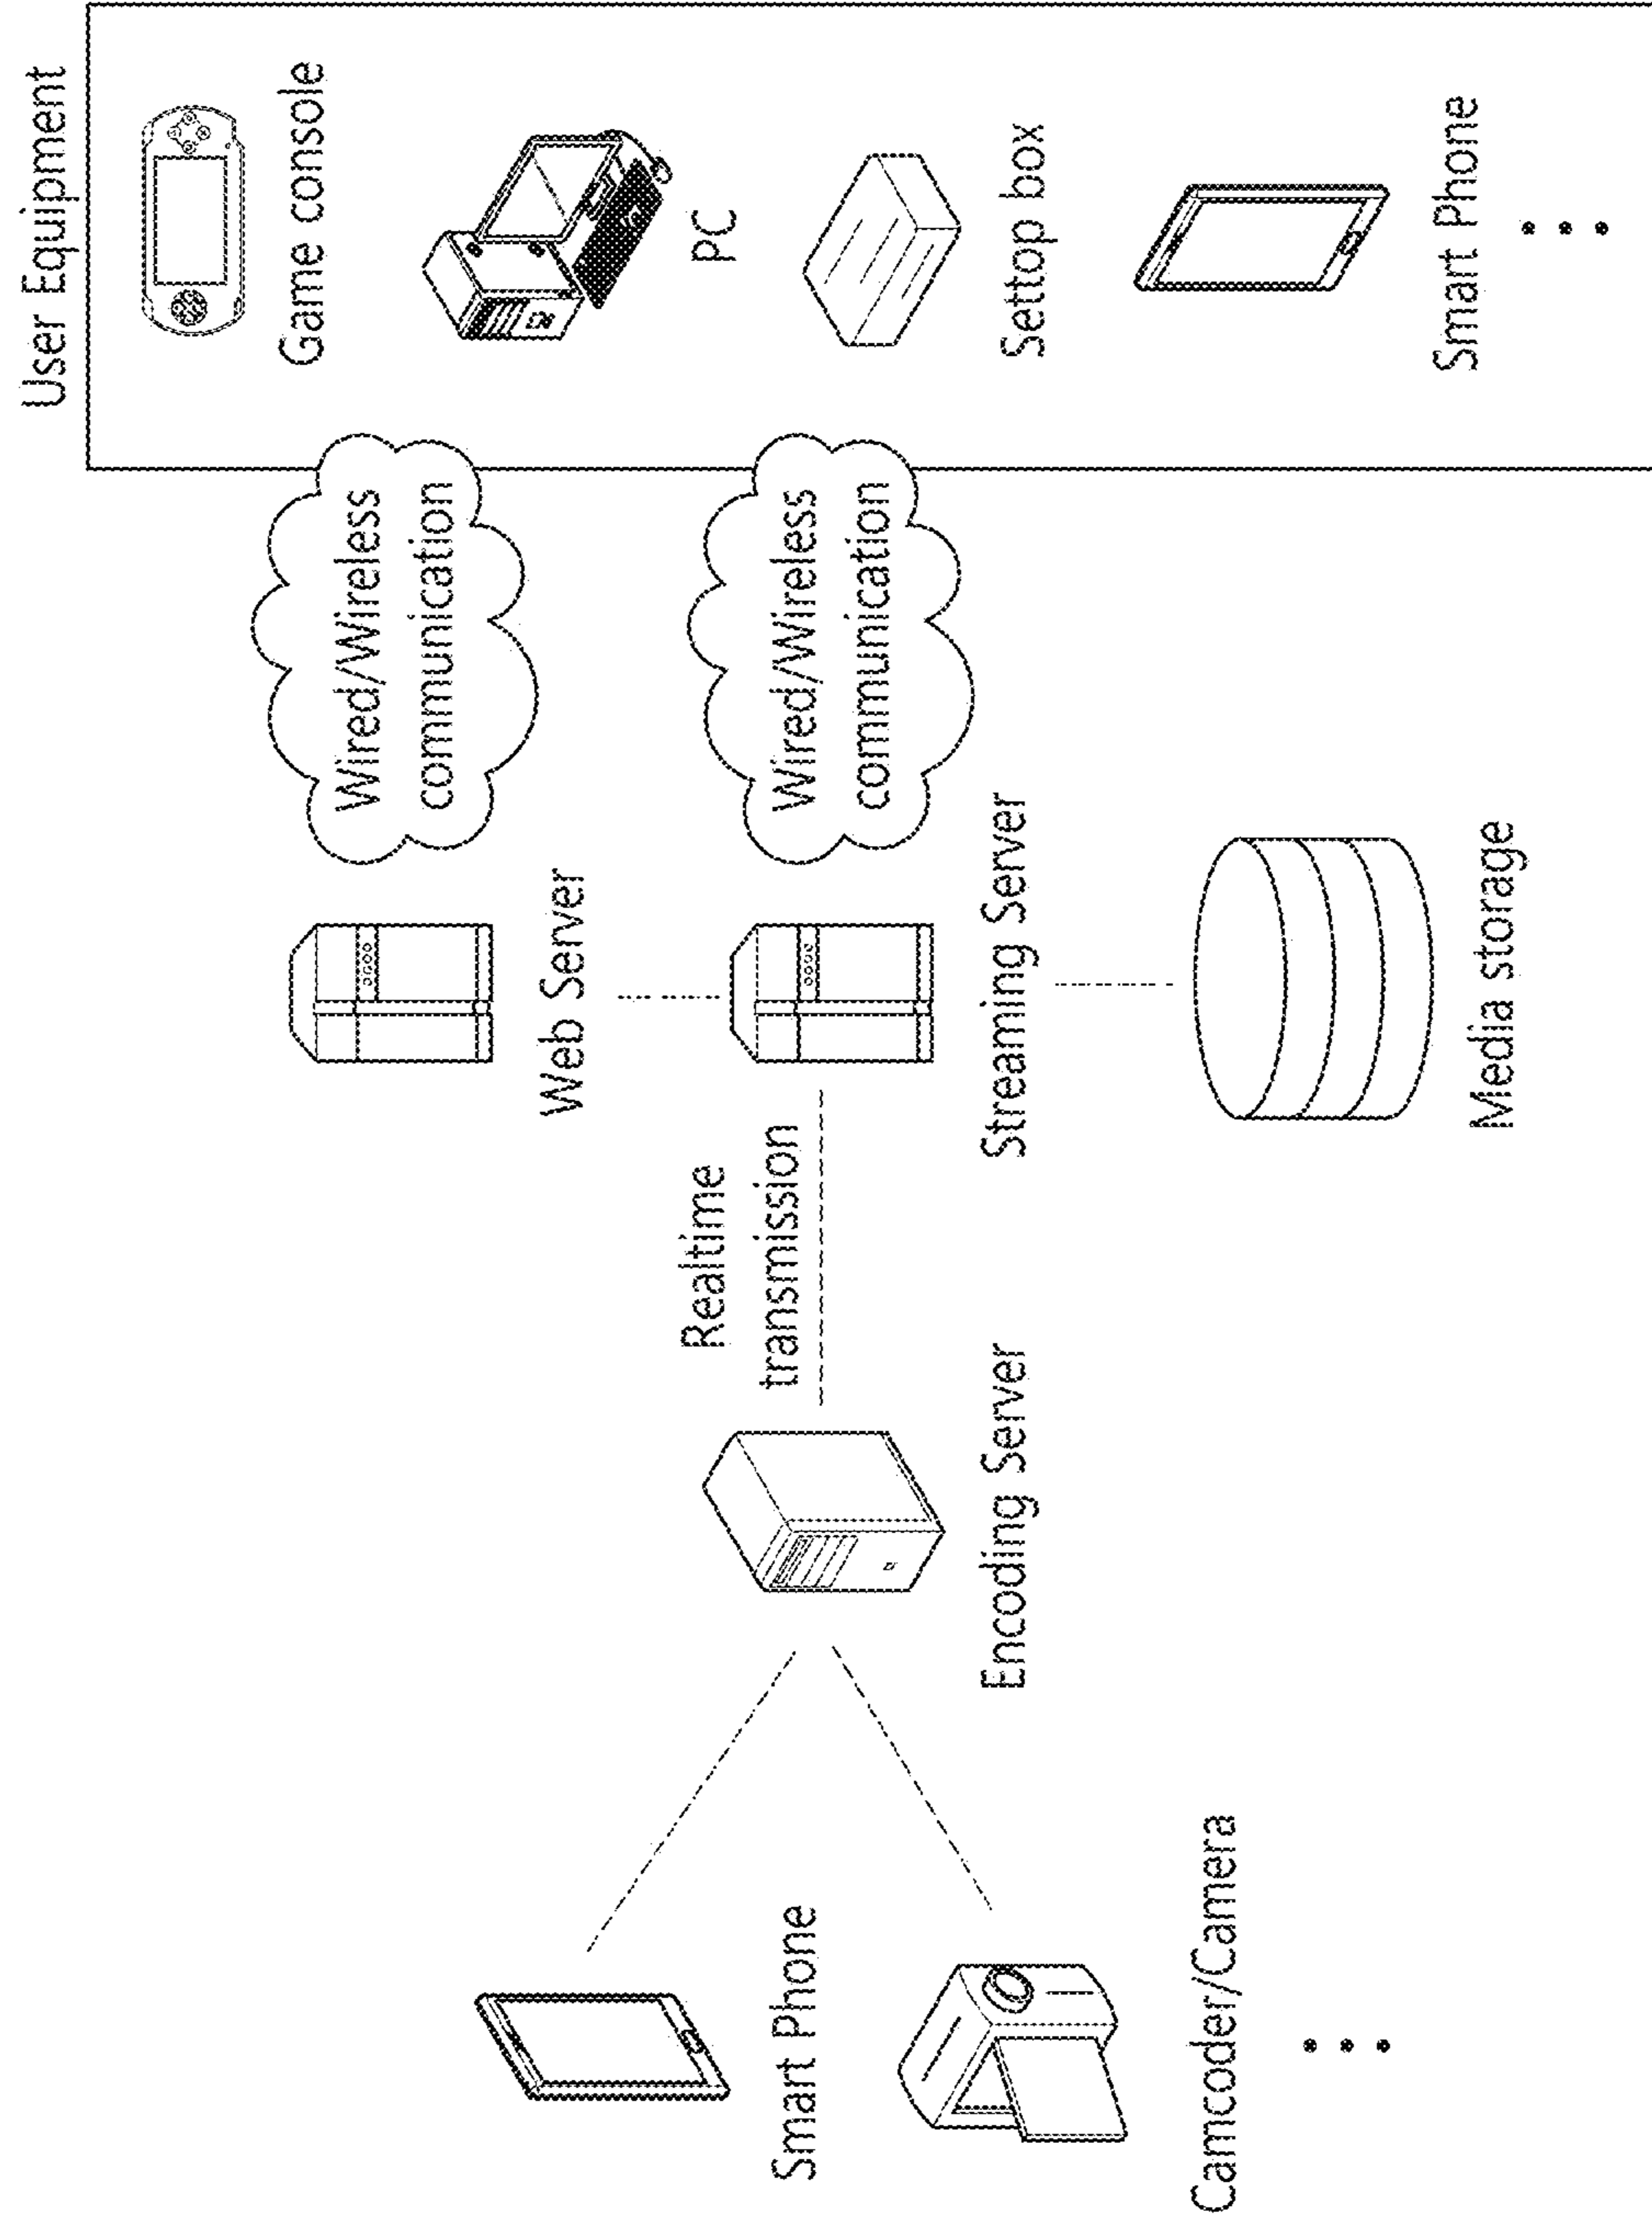 User Equipment
Game console
PC
Settop box
Smart Phone
Wired/Wireless
communication
Wired/Wireless
communication
Web Server
Streaming Server
Media storage
Realtime
transmission
Encoding Server
Smart Phone
Camcoder/Camera